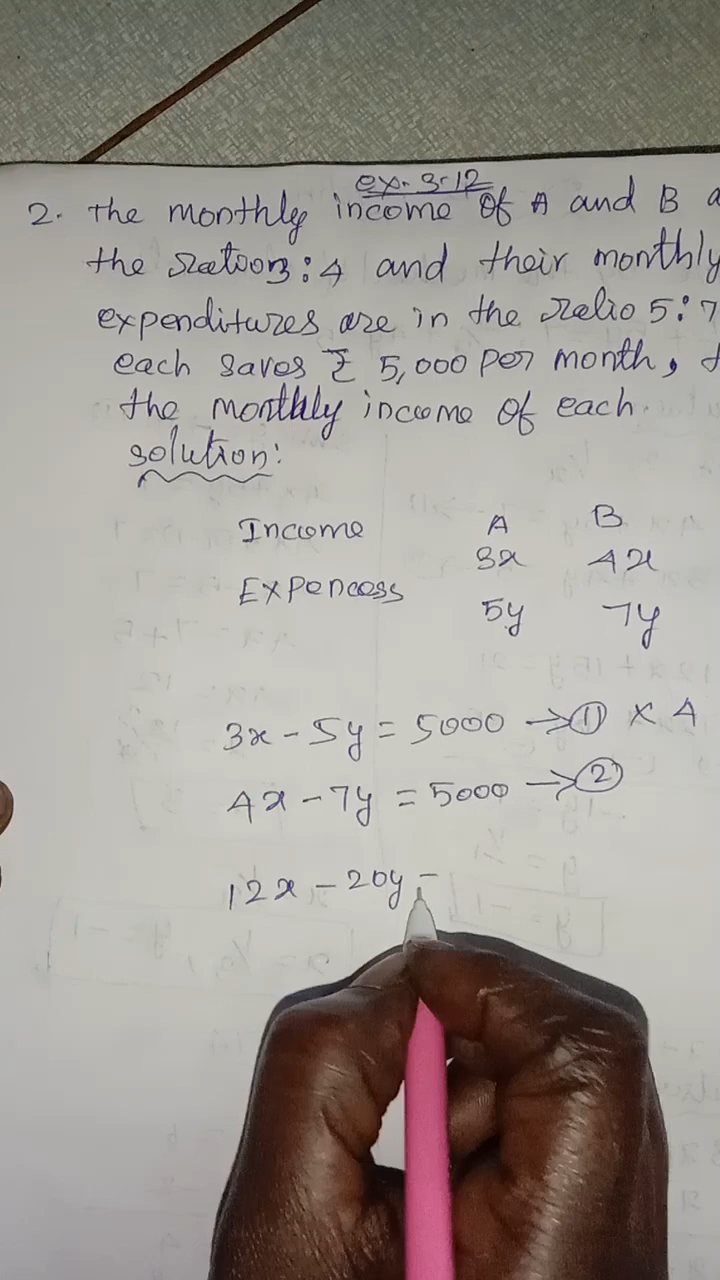 ex. 3.12
2. The monthly income of A and B
the ratio 3:4 and their monthly
expenditures are in the ratio 5:7
each saves ₹ 5,000 per month,
the monthly income of each.
solution:
A B
Income 3x 4x
Expencess 5y 7y
3x - 5y = 5000 → ① × 4
4x - 7y = 5000 → ②
12x - 20y -